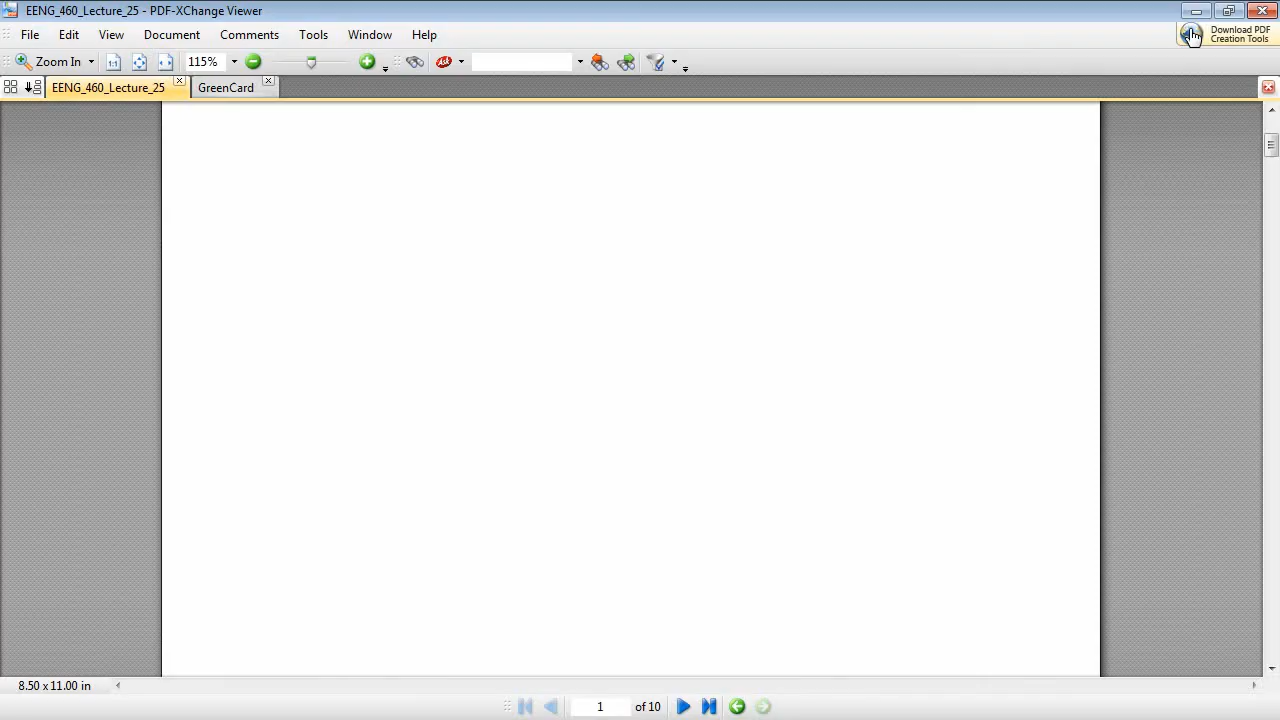 EENG_460_Lecture_25 - PDF-XChange Viewer
File Edit View Document Comments Tools Window Help
Download PDF
Creation Tools
Zoom In 115%
EENG_460_Lecture_25 GreenCard
8.50 x 11.00 in
1 of 10